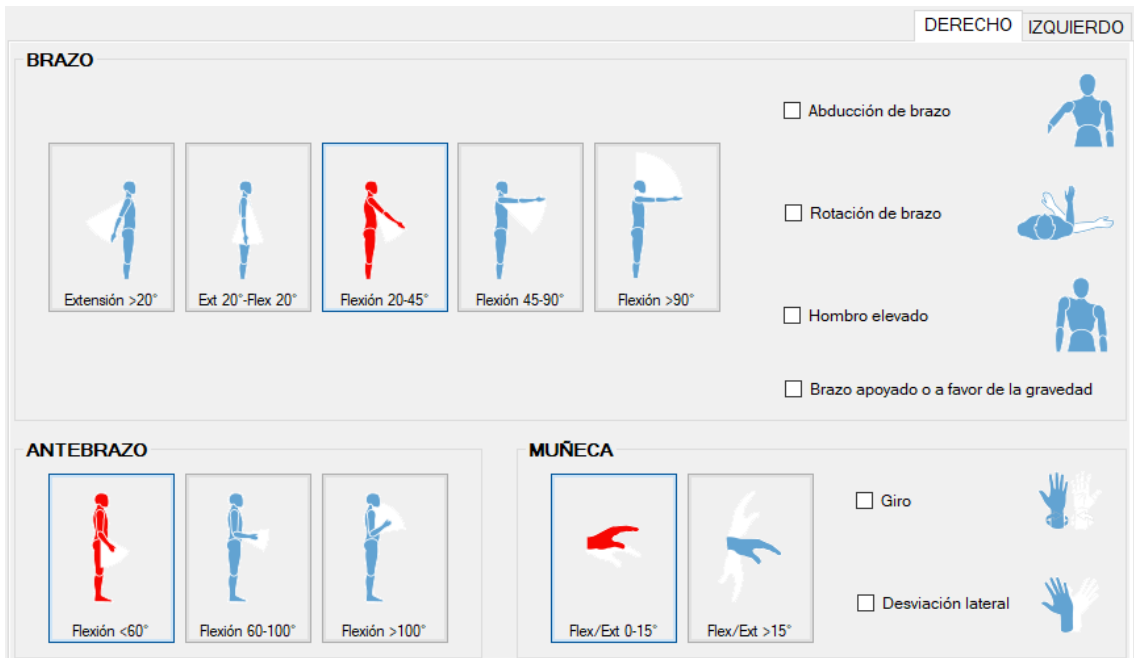 DERECHO IZQUIERDO
BRAZO
Abducción de brazo
Rotación de brazo
Extensión >20° Ext 20°-Flex 20° Flexión 20-45° Flexión 45-90° Flexión >90°
Hombro elevado
Brazo apoyado o a favor de la gravedad
ANTEBRAZO
Flexión <60° Flexión 60-100° Flexión >100°
MUÑECA
Flex/Ext 0-15° Flex/Ext >15°
Giro
Desviación lateral